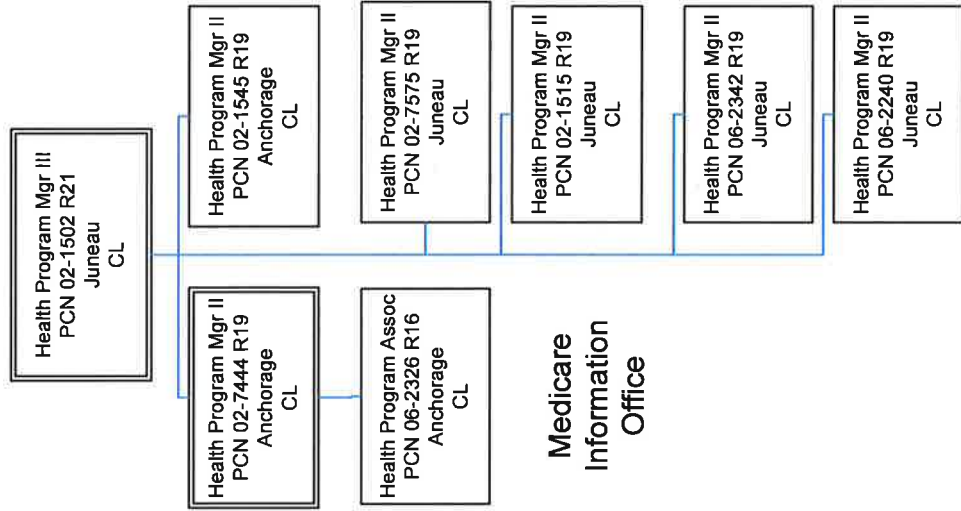 Health Program Mgr III
PCN 02-1502 R21
Juneau
CL
Health Program Mgr II
PCN 02-7444 R19
Anchorage
CL
Health Program Mgr II
PCN 02-1545 R19
Anchorage
CL
Health Program Assoc
PCN 06-2326 R16
Anchorage
CL
Health Program Mgr II
PCN 02-7575 R19
Juneau
CL
Health Program Mgr II
PCN 02-1515 R19
Juneau
CL
Health Program Mgr II
PCN 06-2342 R19
Juneau
CL
Health Program Mgr II
PCN 06-2240 R19
Juneau
CL
Medicare
Information
Office